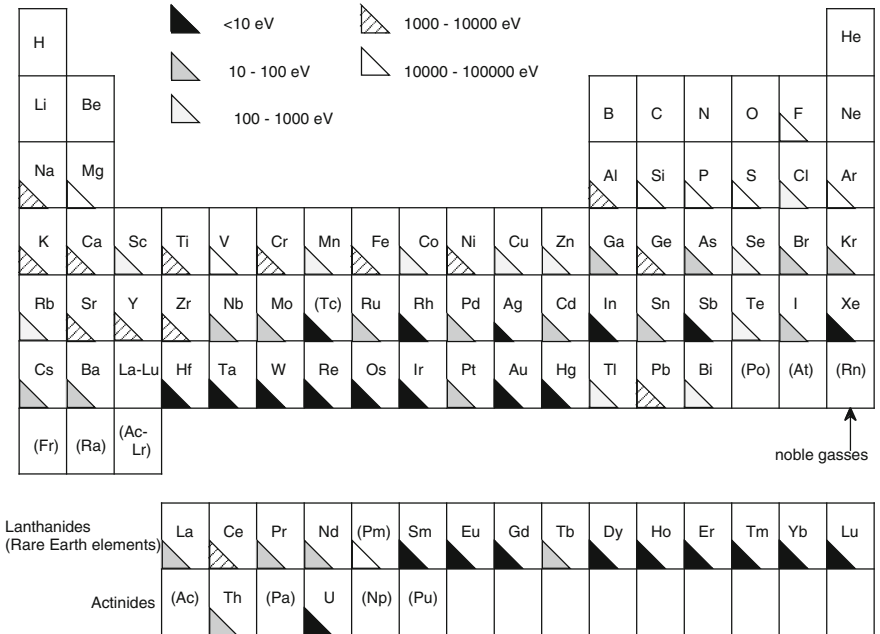 H
<10 eV
1000 - 10000 eV
He
10 - 100 eV
10000 - 100000 eV
Li Be
100 - 1000 eV
B C N O F Ne
Na Mg Al Si P S Cl Ar
K Ca Sc Ti V Cr Mn Fe Co Ni Cu Zn Ga Ge As Se Br Kr
Rb Sr Y Zr Nb Mo (Tc) Ru Rh Pd Ag Cd In Sn Sb Te I Xe
Cs Ba La-Lu Hf Ta W Re Os Ir Pt Au Hg Tl Pb Bi (Po) (At) (Rn)
(Fr) (Ra) (Ac-
Lr)
noble gasses
Lanthanides
(Rare Earth elements)
La Ce Pr Nd (Pm) Sm Eu Gd Tb Dy Ho Er Tm Yb Lu
Actinides (Ac) Th (Pa) U (Np) (Pu)